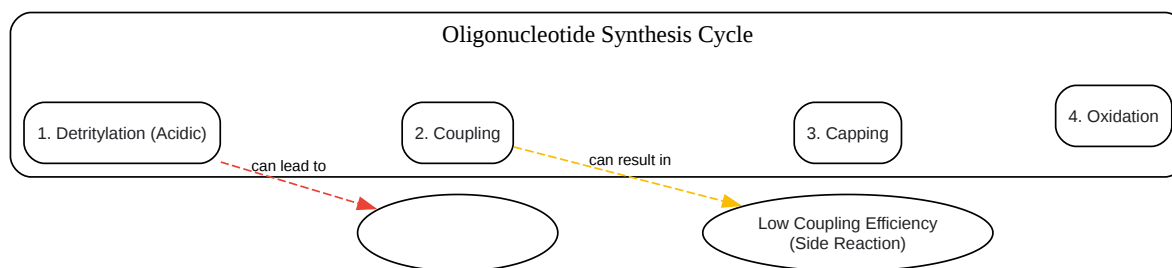 Oligonucleotide Synthesis Cycle
1. Detritylation (Acidic)
2. Coupling
3. Capping
4. Oxidation
can lead to
can result in
Low Coupling Efficiency
(Side Reaction)